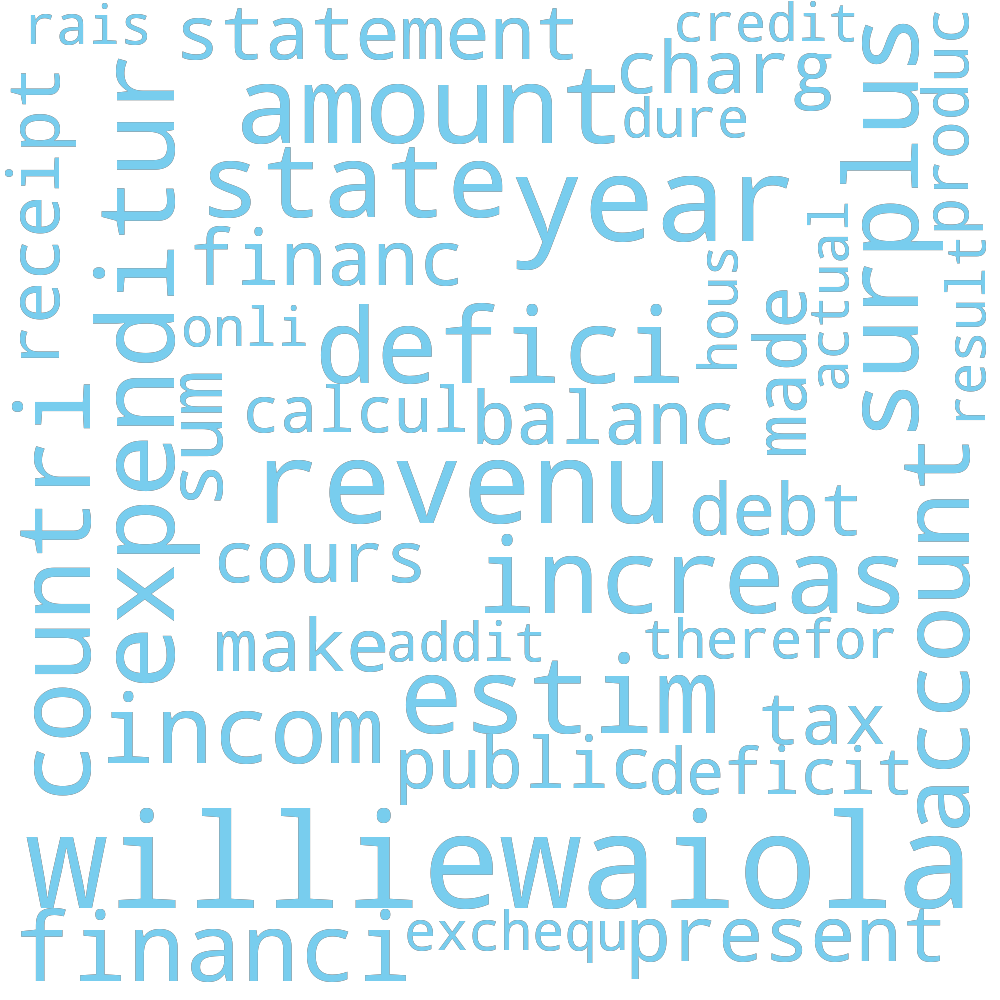 rais
statement
credit
charg
amount
dure
surplus
produc
receipt
expenditur
state
year
financ
actual
hous
result
onli
defici
made
countri
sum
calcul
balanc
revenu
debt
account
cours
increas
make
addit
therefor
estim
incom
tax
public
deficit
williewaiola
financi
exchequ
present